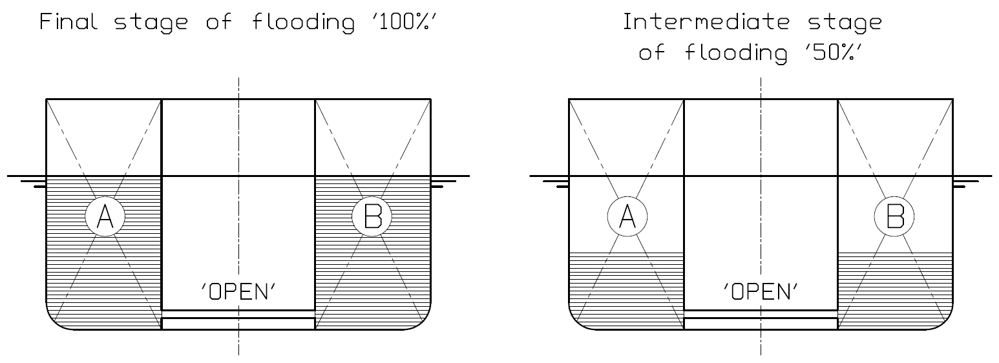 Final stage of flooding '100%'
Intermediate stage
of flooding '50%'
A
B
'OPEN'
A
B
'OPEN'